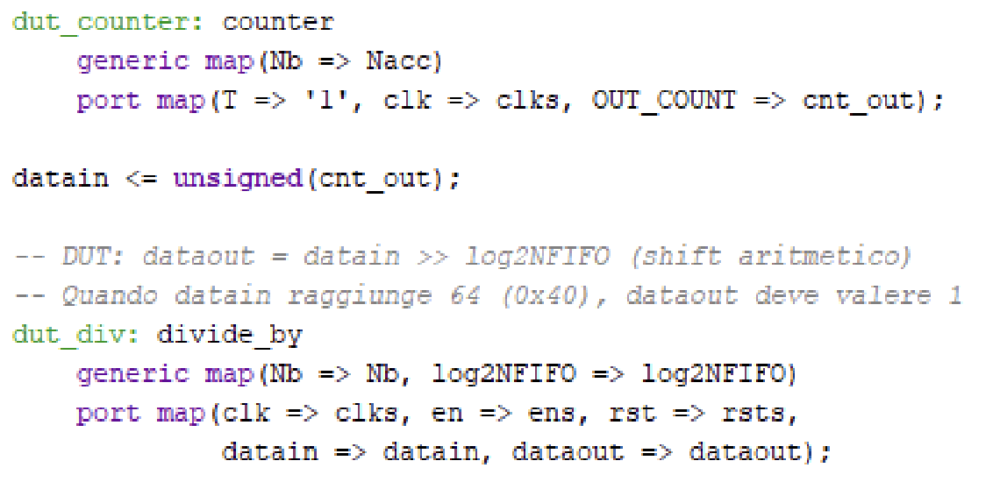 dut_counter: counter
generic map(Nb => Nacc)
port map(T => '1', clk => clks, OUT_COUNT => cnt_out);
datain <= unsigned(cnt_out);
-- DUT: dataout = datain >> log2NFIFO (shift aritmetico)
-- Quando datain raggiunge 64 (0x40), dataout deve valere 1
dut_div: divide_by
generic map(Nb => Nb, log2NFIFO => log2NFIFO)
port map(clk => clks, en => ens, rst => rsts,
datain => datain, dataout => dataout);